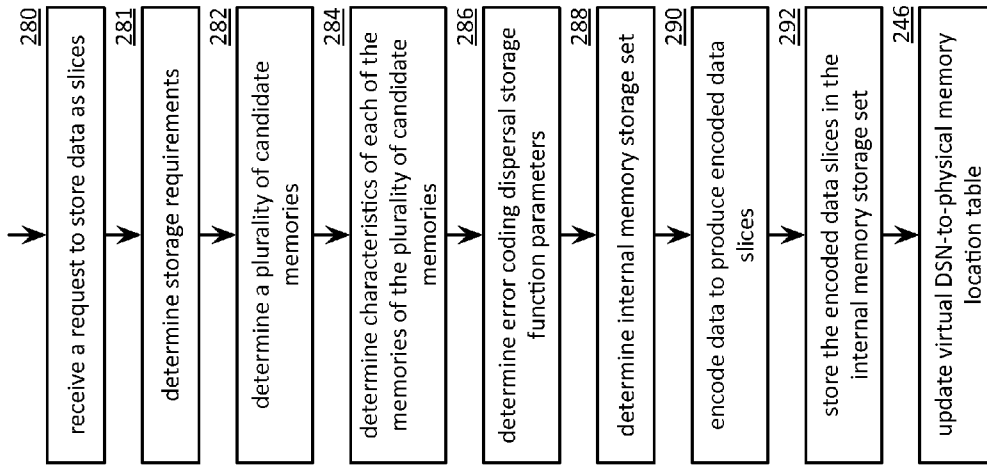 280
receive a request to store data as slices
281
determine storage requirements
282
determine a plurality of candidate
memories
284
determine characteristics of each of the
memories of the plurality of candidate
memories
286
determine error coding dispersal storage
function parameters
288
determine internal memory storage set
290
encode data to produce encoded data
slices
292
store the encoded data slices in the
internal memory storage set
246
update virtual DSN-to-physical memory
location table